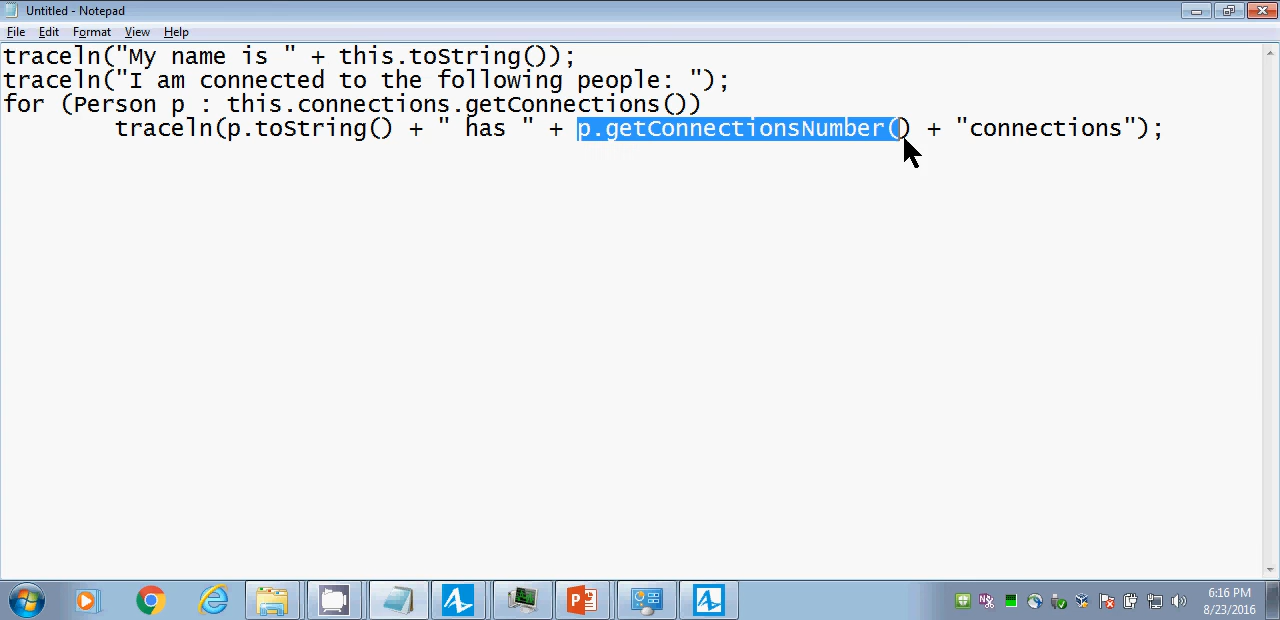 Untitled - Notepad
File Edit Format View Help
traceln("My name is " + this.toString());
traceln("I am connected to the following people: ");
for (Person p : this.connections.getConnections())
traceln(p.toString() + " has " + p.getConnectionsNumber() + "connections");
6:16 PM
8/23/2016